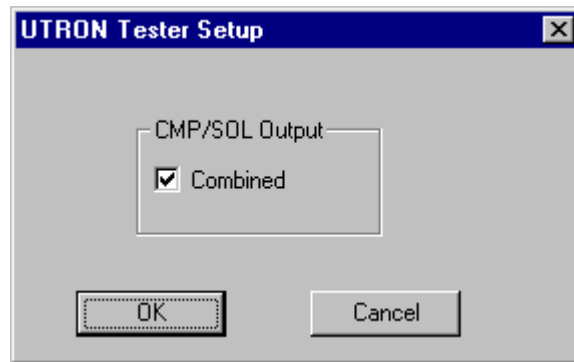 UTRON Tester Setup
CMP/SOL Output
Combined
OK
Cancel